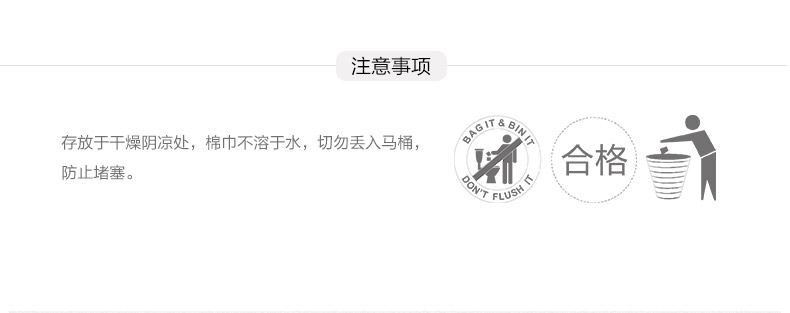 注意事项
存放于干燥阴凉处，棉巾不溶于水，切勿丢入马桶，
防止堵塞。
BAG IT & BIN IT
DON'T FLUSH IT
合格